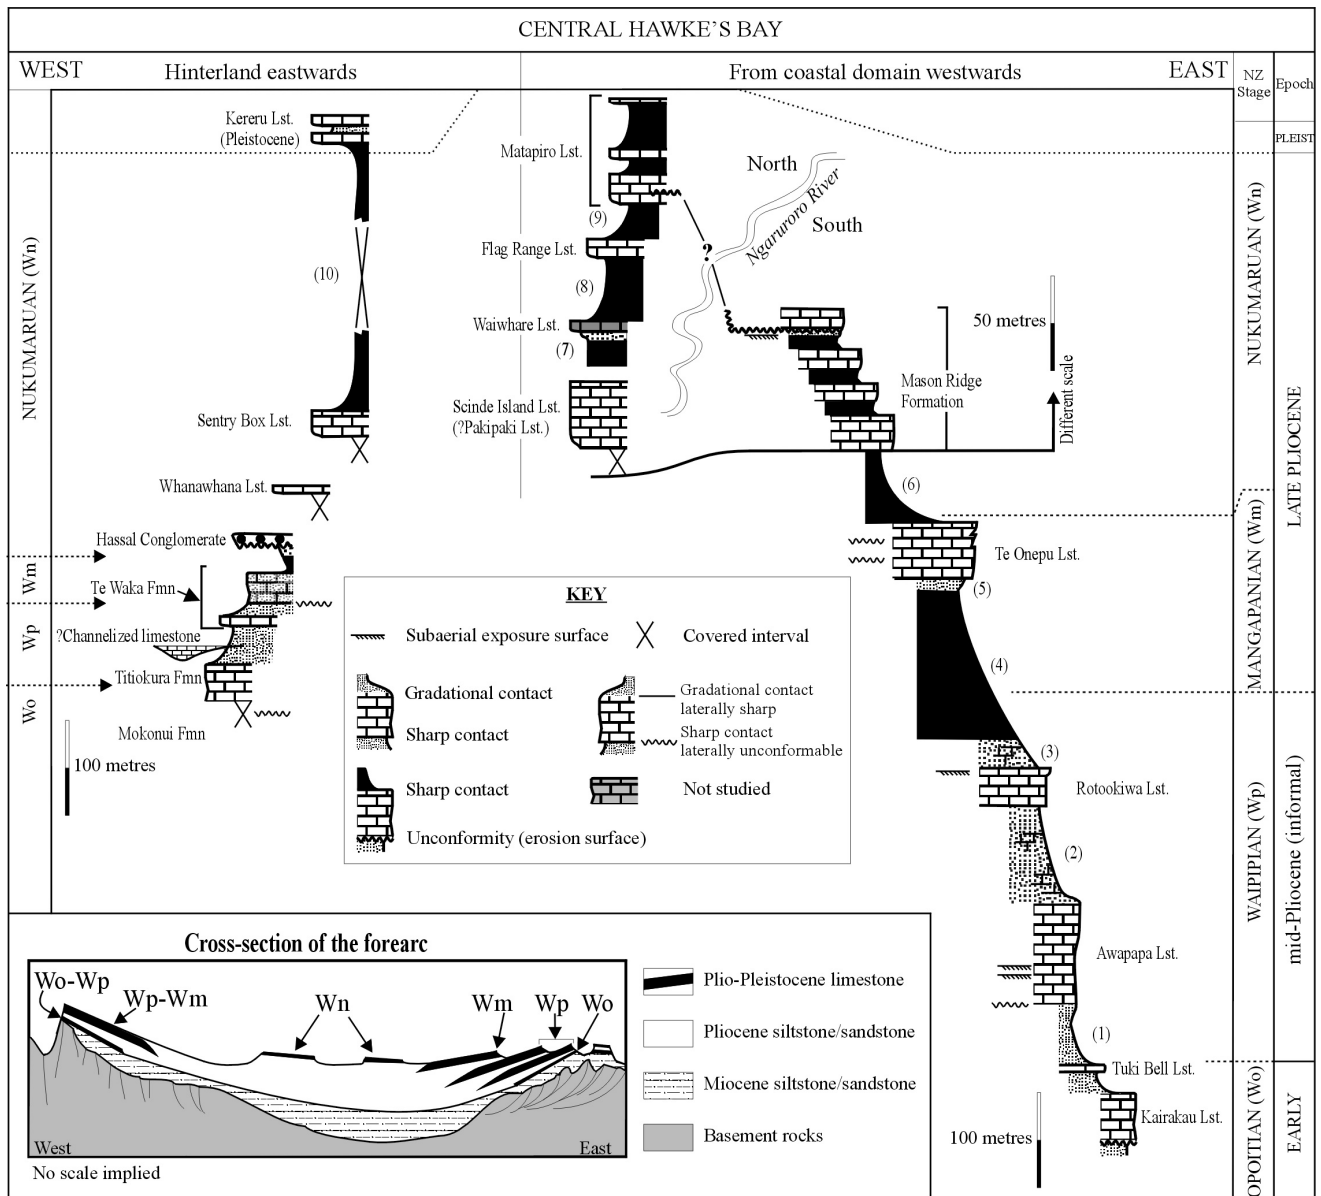 CENTRAL HAWKE'S BAY
WEST
Hinterland eastwards
From coastal domain westwards
EAST
NZ
Stage
Epoch
Kereru Lst.
(Pleistocene)
Matapiro Lst.
North
South
Ngaruroro River
PLEIST
NUKUMARUAN (Wn)
(9)
Flag Range Lst.
?
(10)
(8)
Waiwhare Lst.
(7)
50 metres
Different scale
NUKUMARUAN (Wn)
Mason Ridge
Formation
Scinde Island Lst.
(?Pakipaki Lst.)
Sentry Box Lst.
LATE PLIOCENE
Whanawhana Lst.
(6)
Hassal Conglomerate
Te Onepu Lst.
Wm
Te Waka Fmn
(5)
MANGAPANIAN (Wm)
Wp
?Channelized limestone
(4)
Titiokura Fmn
Wo
Mokonui Fmn
100 metres
KEY
Subaerial exposure surface
Covered interval
Gradational contact
Sharp contact
Gradational contact
laterally sharp
Sharp contact
laterally unconformable
Sharp contact
Not studied
Unconformity (erosion surface)
(3)
Rotookiwa Lst.
(2)
WAIPIPIAN (Wp)
mid-Pliocene (informal)
Awapapa Lst.
(1)
Tuki Bell Lst.
Kairakau Lst.
100 metres
OPOITIAN (Wo)
EARLY
Cross-section of the forearc
Wo-Wp
Wp-Wm
Wn
Wm
Wp
Wo
West
East
No scale implied
Plio-Pleistocene limestone
Pliocene siltstone/sandstone
Miocene siltstone/sandstone
Basement rocks